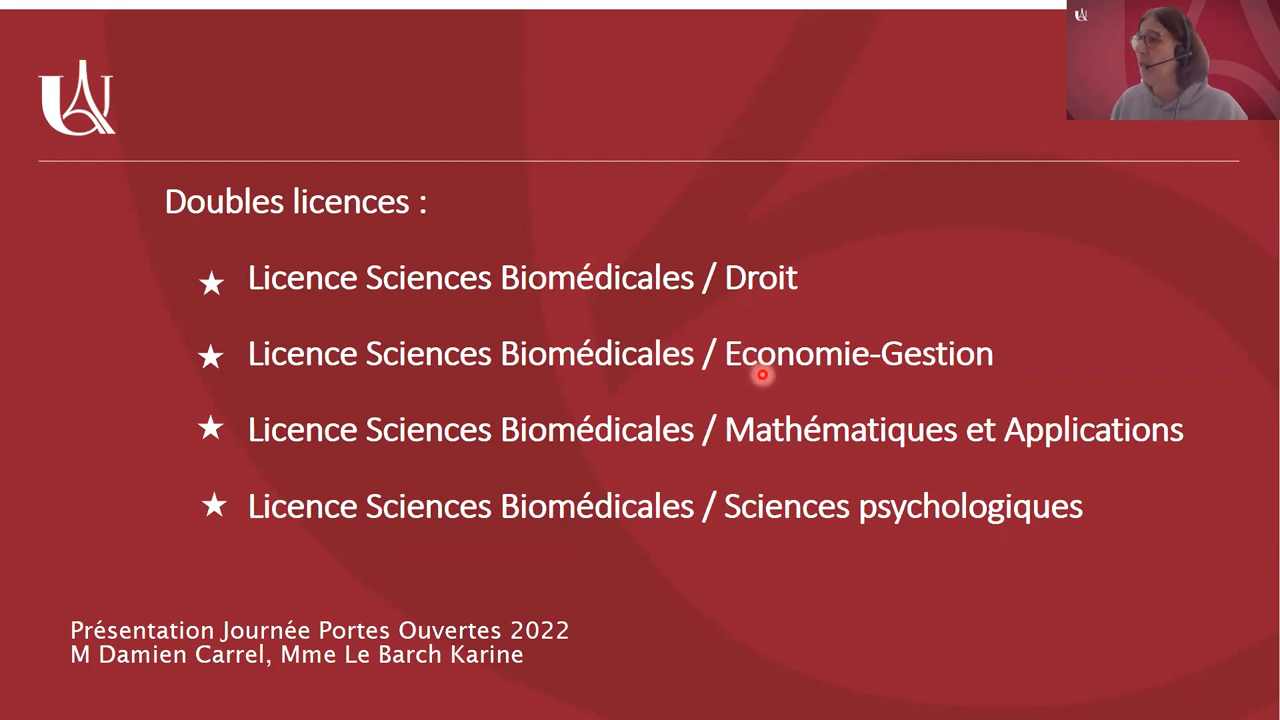 Doubles licences :
Licence Sciences Biomédicales / Droit
Licence Sciences Biomédicales / Economie-Gestion
Licence Sciences Biomédicales / Mathématiques et Applications
Licence Sciences Biomédicales / Sciences psychologiques
Présentation Journée Portes Ouvertes 2022
M Damien Carrel, Mme Le Barch Karine